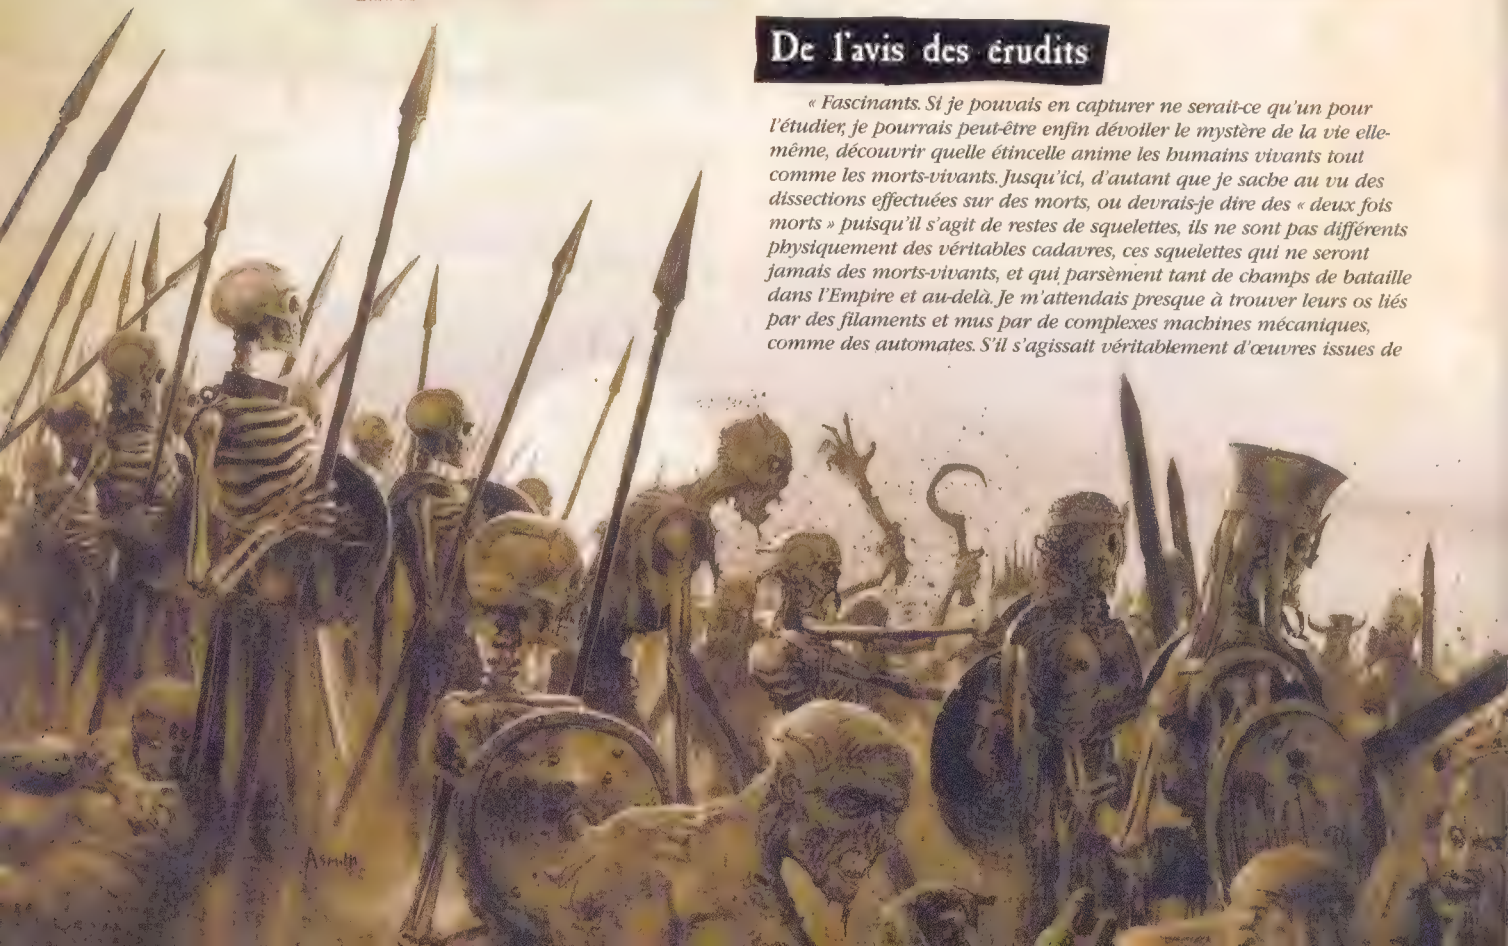 De l'avis des érudits
« Fascinants. Si je pouvais en capturer ne serait-ce qu'un pour
l'étudier, je pourrais peut-être enfin dévoiler le mystère de la vie elle-
même, découvrir quelle étincelle anime les humains vivants tout
comme les morts-vivants. Jusqu'ici, d'autant que je sache au vu des
dissections effectuées sur des morts, ou devrais-je dire des « deux fois
morts » puisqu'il s'agit de restes de squelettes, ils ne sont pas différents
physiquement des véritables cadavres, ces squelettes qui ne seront
jamais des morts-vivants, et qui parsèment tant de champs de bataille
dans l'Empire et au-delà. Je m'attendais presque à trouver leurs os liés
par des filaments et mus par de complexes machines mécaniques,
comme des automates. S'il s'agissait véritablement d'œuvres issues de
Asmith